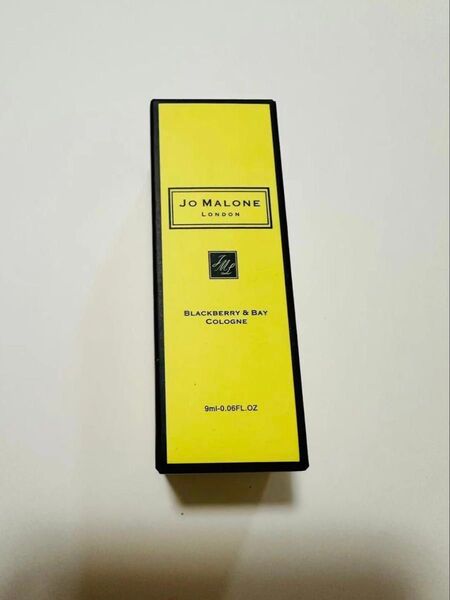 JO MALONE
LONDON
JML
BLACKBERRY & BAY
COLOGNE
9ml-0.06FL.OZ